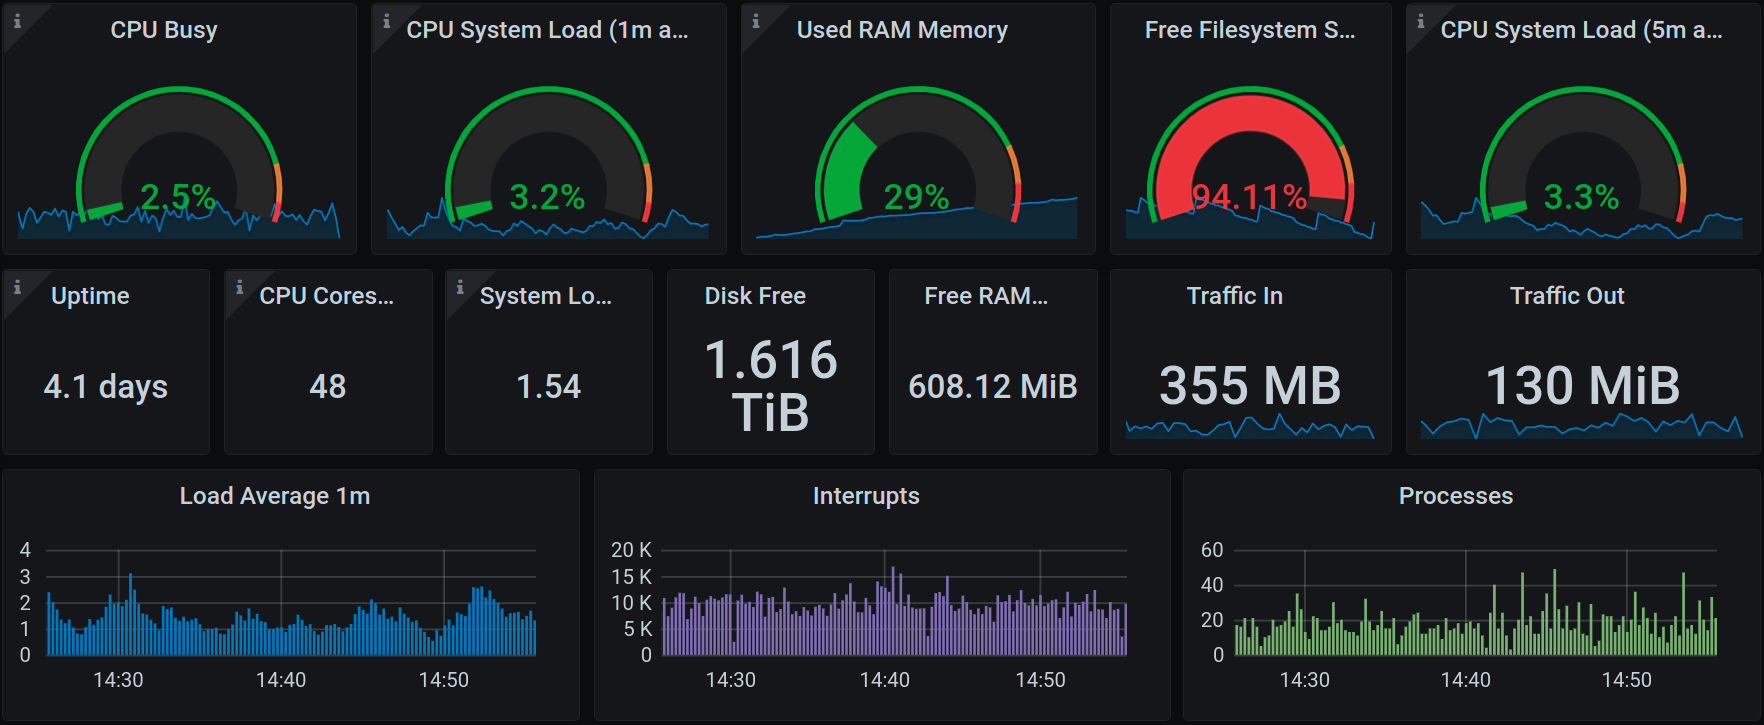 CPU Busy
CPU System Load (1m a...
Used RAM Memory
Free Filesystem S...
CPU System Load (5m a...
2.5%
3.2%
29%
94.11%
3.3%
Uptime
CPU Cores...
System Lo...
Disk Free
Free RAM...
Traffic In
Traffic Out
4.1 days
48
1.54
1.616
TiB
608.12 MiB
355 MB
130 MiB
Load Average 1m
4
3
2
1
0
14:30
14:40
14:50
Interrupts
20 K
15 K
10 K
5 K
0
14:30
14:40
14:50
Processes
60
40
20
0
14:30
14:40
14:50